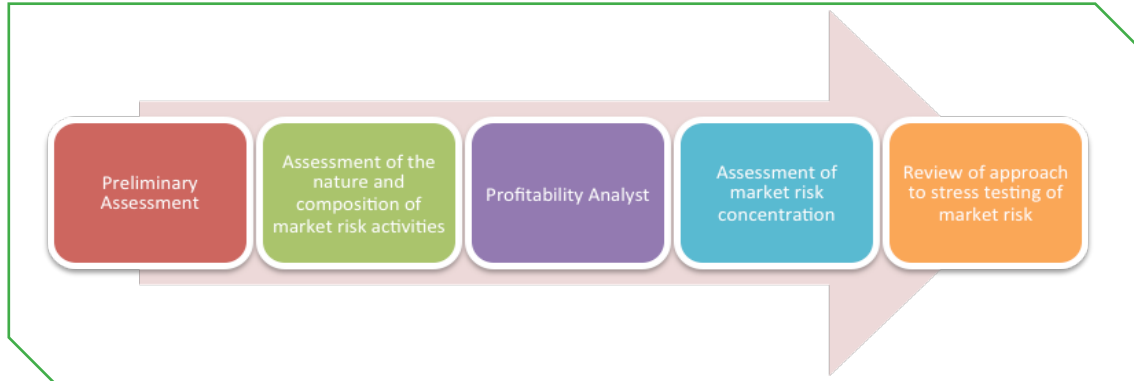 Preliminary
Assessment
Assessment of the
nature and
composition of
market risk activities
Profitability Analyst
Assessment of
market risk
concentration
Review of approach
to stress testing of
market risk